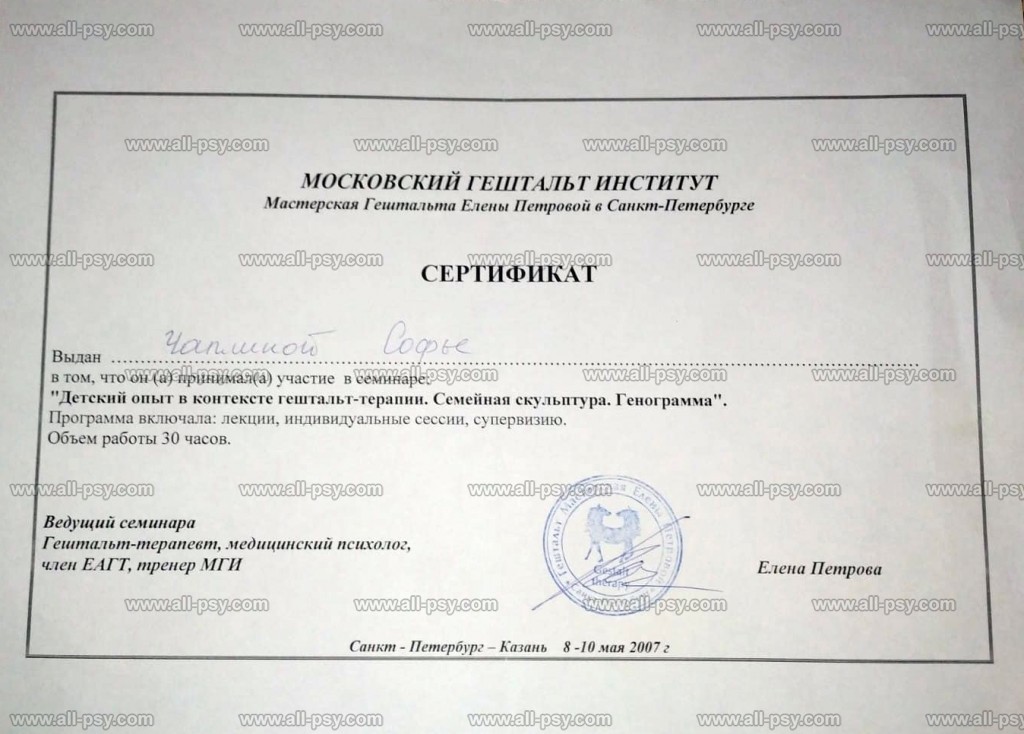 МОСКОВСКИЙ ГЕШТАЛЬТ ИНСТИТУТ
Мастерская Гештальта Елены Петровой в Санкт-Петербурге
СЕРТИФИКАТ
Выдан Чаплиной Софье
в том, что он (а) принимал(а) участие в семинаре:
"Детский опыт в контексте гештальт-терапии. Семейная скульптура. Генограмма".
Программа включала: лекции, индивидуальные сессии, супервизию.
Объем работы 30 часов.
Ведущий семинара
Гештальт-терапевт, медицинский психолог,
член ЕАГТ, тренер МГИ
Елена Петрова
Gestalt
therapy
Санкт - Петербург – Казань 8 -10 мая 2007 г
www.all-psy.com